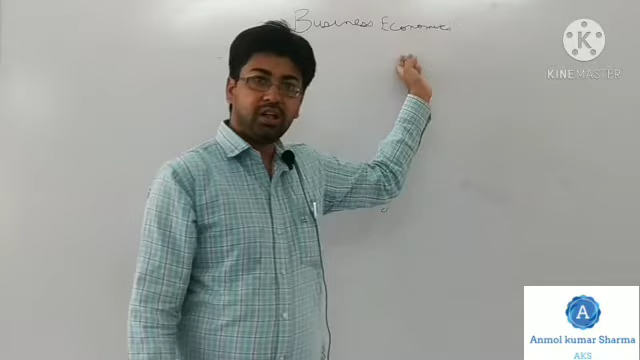 Business Economics
KINEMASTER
A
Anmol kumar Sharma
AKS